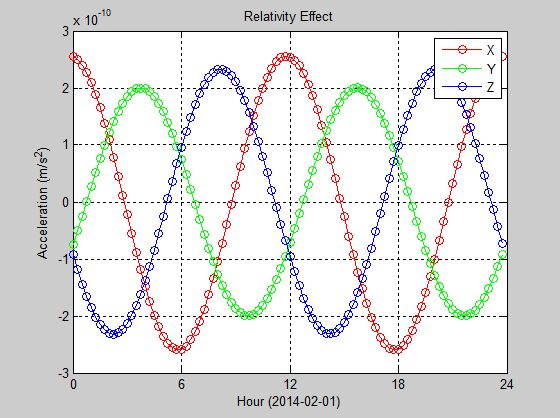 Relativity Effect
x 10^-10
3
2
1
0
-1
-2
-3
Acceleration (m/s^2)
X
Y
Z
0 6 12 18 24
Hour (2014-02-01)